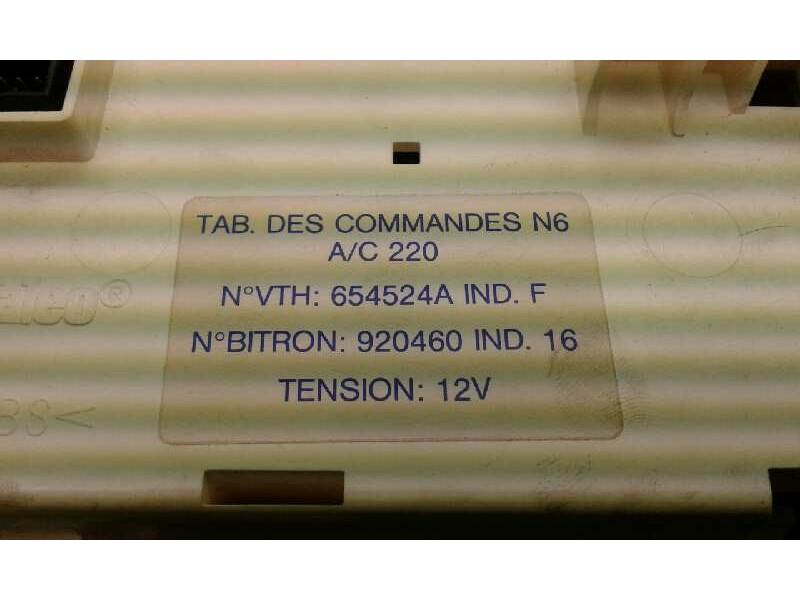 TAB. DES COMMANDES N6
A/C 220
N°VTH: 654524A IND. F
N°BITRON: 920460 IND. 16
TENSION: 12V